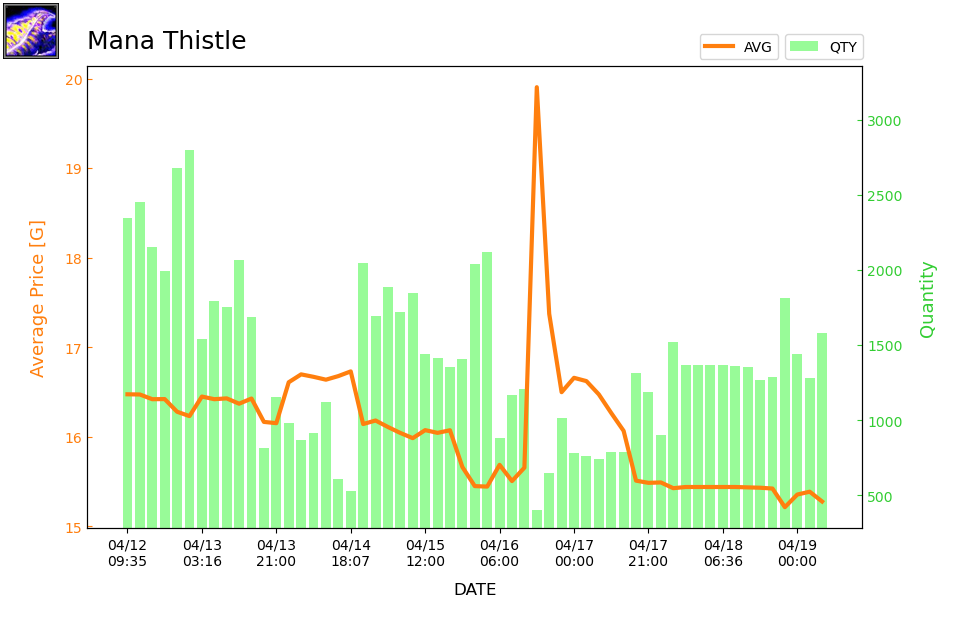 Mana Thistle
AVG
QTY
Average Price [G]
20
19
18
17
16
15
3000
2500
2000
1500
1000
500
Quantity
04/12 04/13 04/13 04/14 04/15 04/16 04/17 04/17 04/18 04/19
09:35 03:16 21:00 18:07 12:00 06:00 00:00 21:00 06:36 00:00
DATE